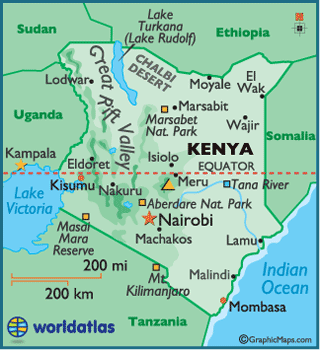 Lake
Turkana
(Lake Rudolf)
Sudan
Ethiopia
Great Rift Valley
CHALBI
DESERT
Lodwar
Moyale
El
Wak
Marsabit
Uganda
Marsabet
Nat. Park
Wajir
Somalia
KENYA
Kampala
Eldoret
Isiolo
EQUATOR
Kisumu
Nakuru
Meru
Tana River
Lake
Victoria
Aberdare Nat. Park
Nairobi
Masai
Mara
Reserve
Machakos
Lamu
200 mi
200 km
Mt
Kilimanjaro
Malindi
Indian
Ocean
Mombasa
worldatlas
Tanzania
©GraphicMaps.com